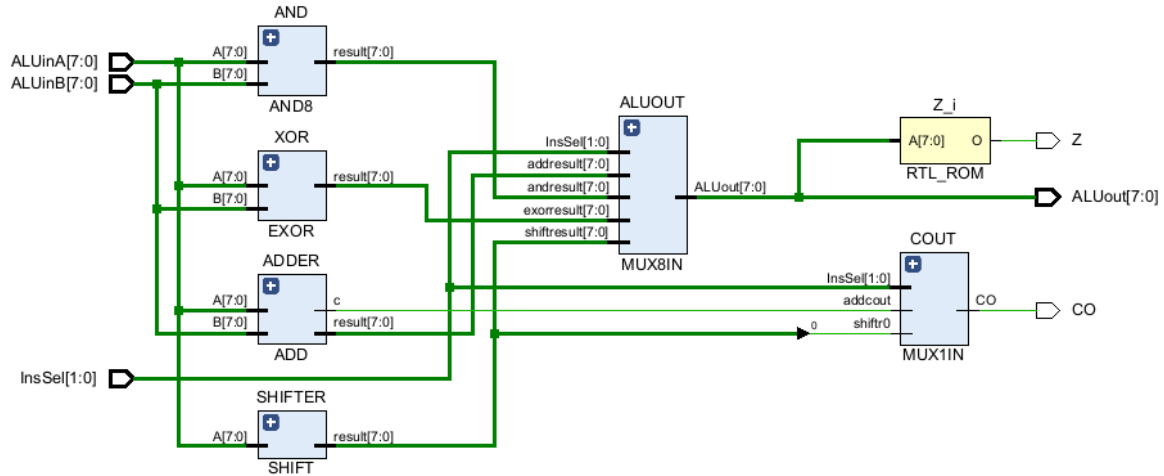 AND
ALUinA[7:0]
ALUinB[7:0]
A[7:0]
B[7:0]
result[7:0]
AND8
XOR
A[7:0]
B[7:0]
result[7:0]
EXOR
ADDER
A[7:0]
B[7:0]
c
result[7:0]
ADD
InsSel[1:0]
SHIFTER
A[7:0]
result[7:0]
SHIFT
ALUOUT
InsSel[1:0]
addresult[7:0]
andresult[7:0]
exorresult[7:0]
shiftresult[7:0]
ALUout[7:0]
MUX8IN
Z_i
A[7:0]
O
RTL_ROM
Z
ALUout[7:0]
COUT
InsSel[1:0]
addcout
0
shiftr0
CO
MUX1IN
CO